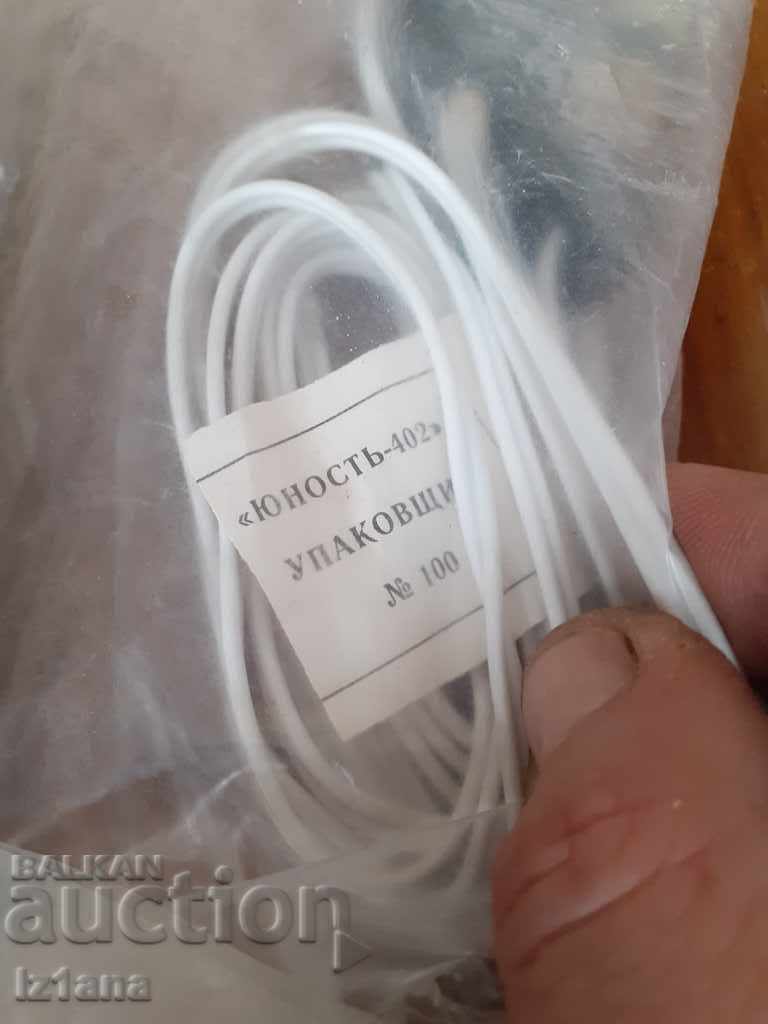 «ЮНОСТЬ-402»
УПАКОВЩИ
№ 100
BALKAN
auction
Iz1ana